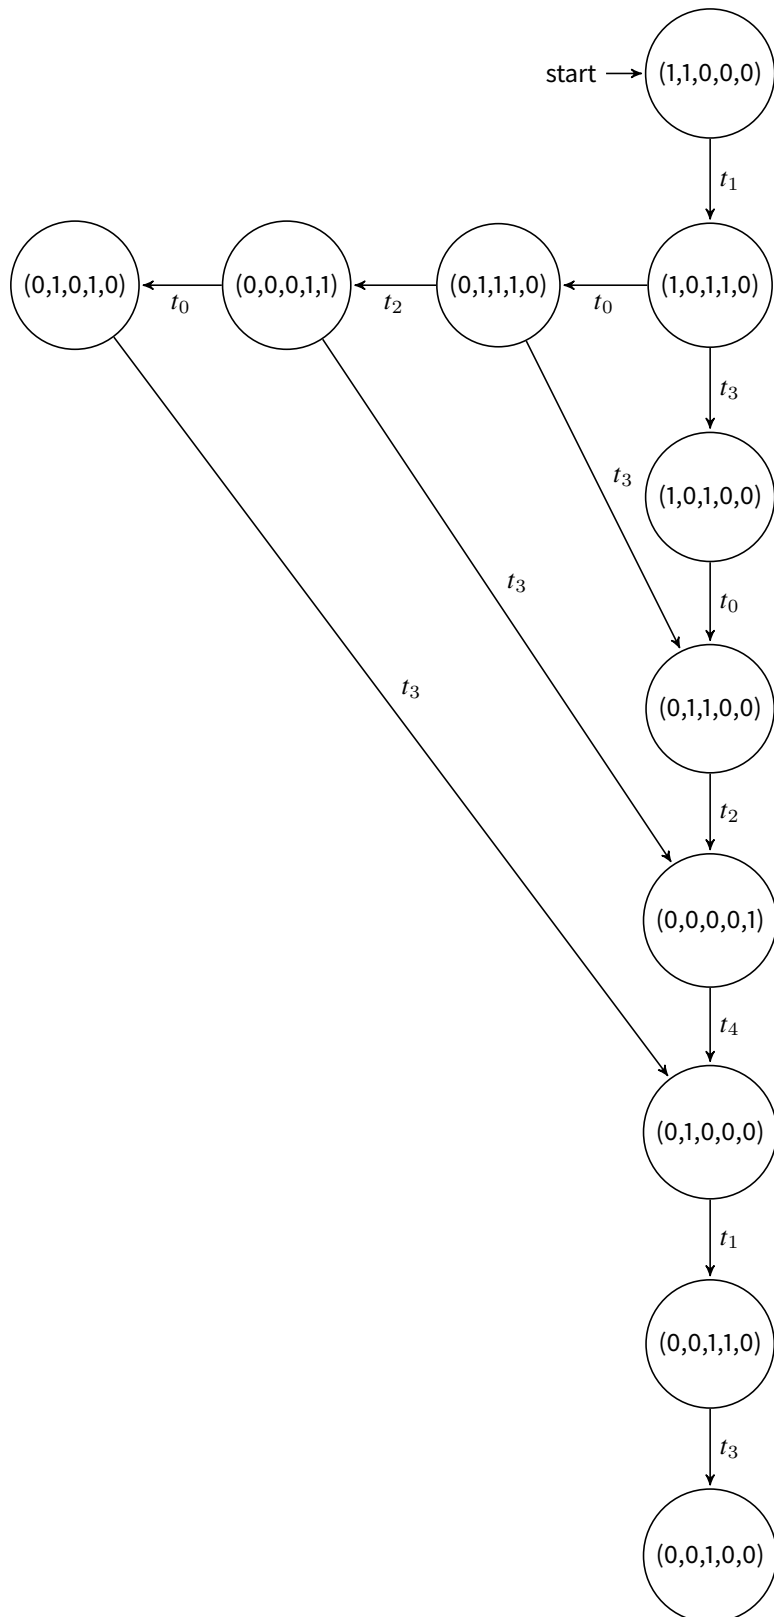 start (1,1,0,0,0)
t₁
(0,1,0,1,0) (0,0,0,1,1) (0,1,1,1,0) (1,0,1,1,0)
t₀ t₂ t₀
t₃
t₃ (1,0,1,0,0)
t₃ t₀
t₃ (0,1,1,0,0)
t₂
(0,0,0,0,1)
t₄
(0,1,0,0,0)
t₁
(0,0,1,1,0)
t₃
(0,0,1,0,0)